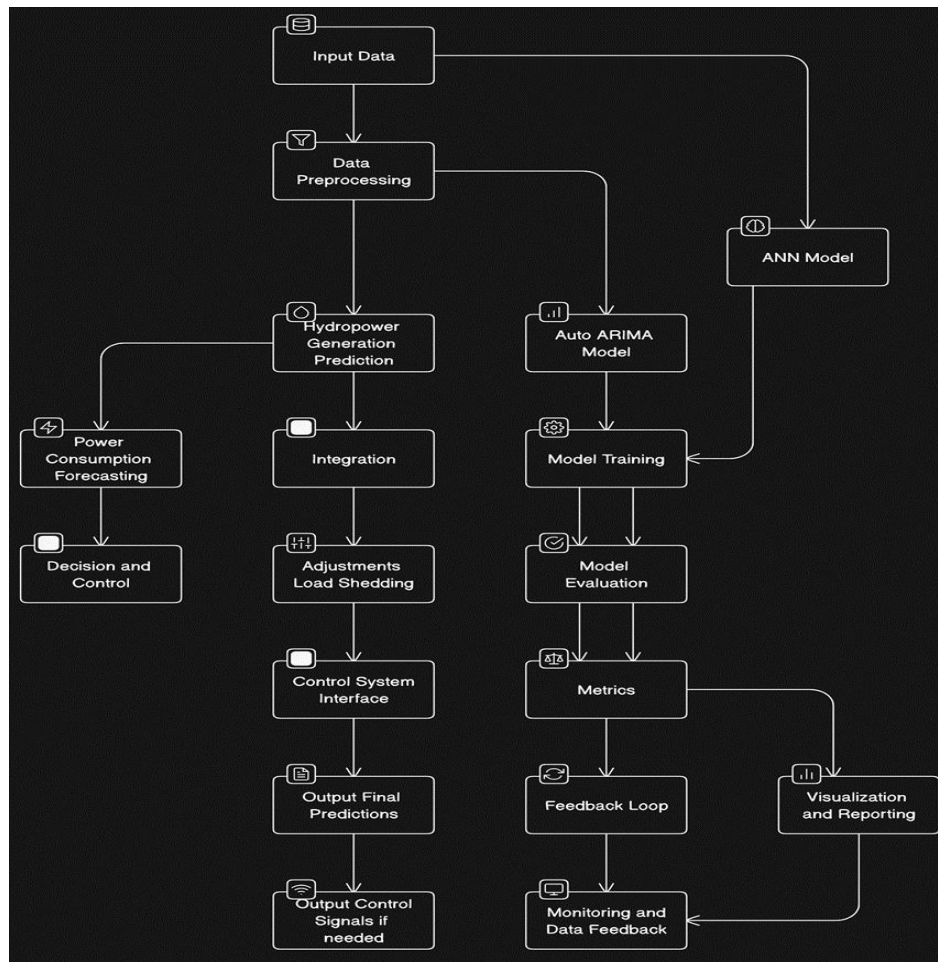 Input Data
Data
Preprocessing
ANN Model
Hydropower
Generation
Prediction
Auto ARIMA
Model
Power
Consumption
Forecasting
Integration
Model Training
Decision and
Control
Adjustments
Load Shedding
Model
Evaluation
Control System
Interface
Metrics
Output Final
Predictions
Feedback Loop
Visualization
and Reporting
Output Control
Signals if
needed
Monitoring and
Data Feedback